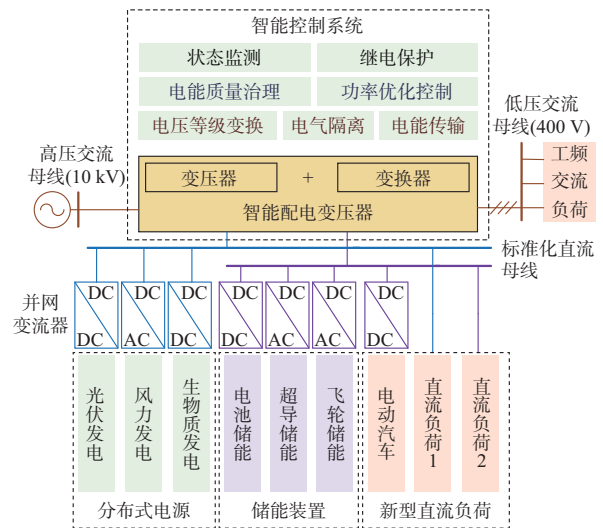 智能控制系统
状态监测
继电保护
电能质量治理
功率优化控制
电压等级变换
电气隔离
电能传输
高压交流
母线(10 kV)
变压器
+
变换器
智能配电变压器
低压交流
母线(400 V)
工频
交流
负荷
标准化直流
母线
并网
变流器
DC
DC
DC
AC
DC
DC
DC
DC
DC
AC
DC
AC
DC
DC
光伏发电
风力发电
生物质发电
电池储能
超导储能
飞轮储能
电动汽车
直流负荷1
直流负荷2
分布式电源
储能装置
新型直流负荷